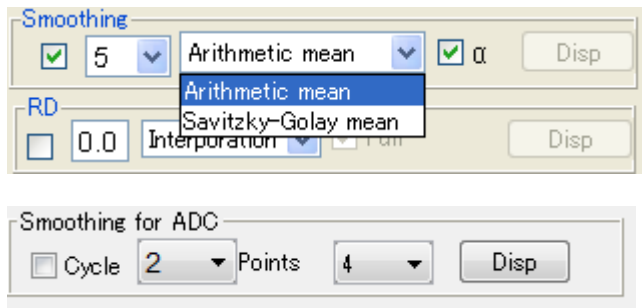 Smoothing
5 Arithmetic mean α Disp
Arithmetic mean
RD
Savitzky-Golay mean
0.0 Interporation Full Disp
Smoothing for ADC
Cycle 2 Points 4 Disp